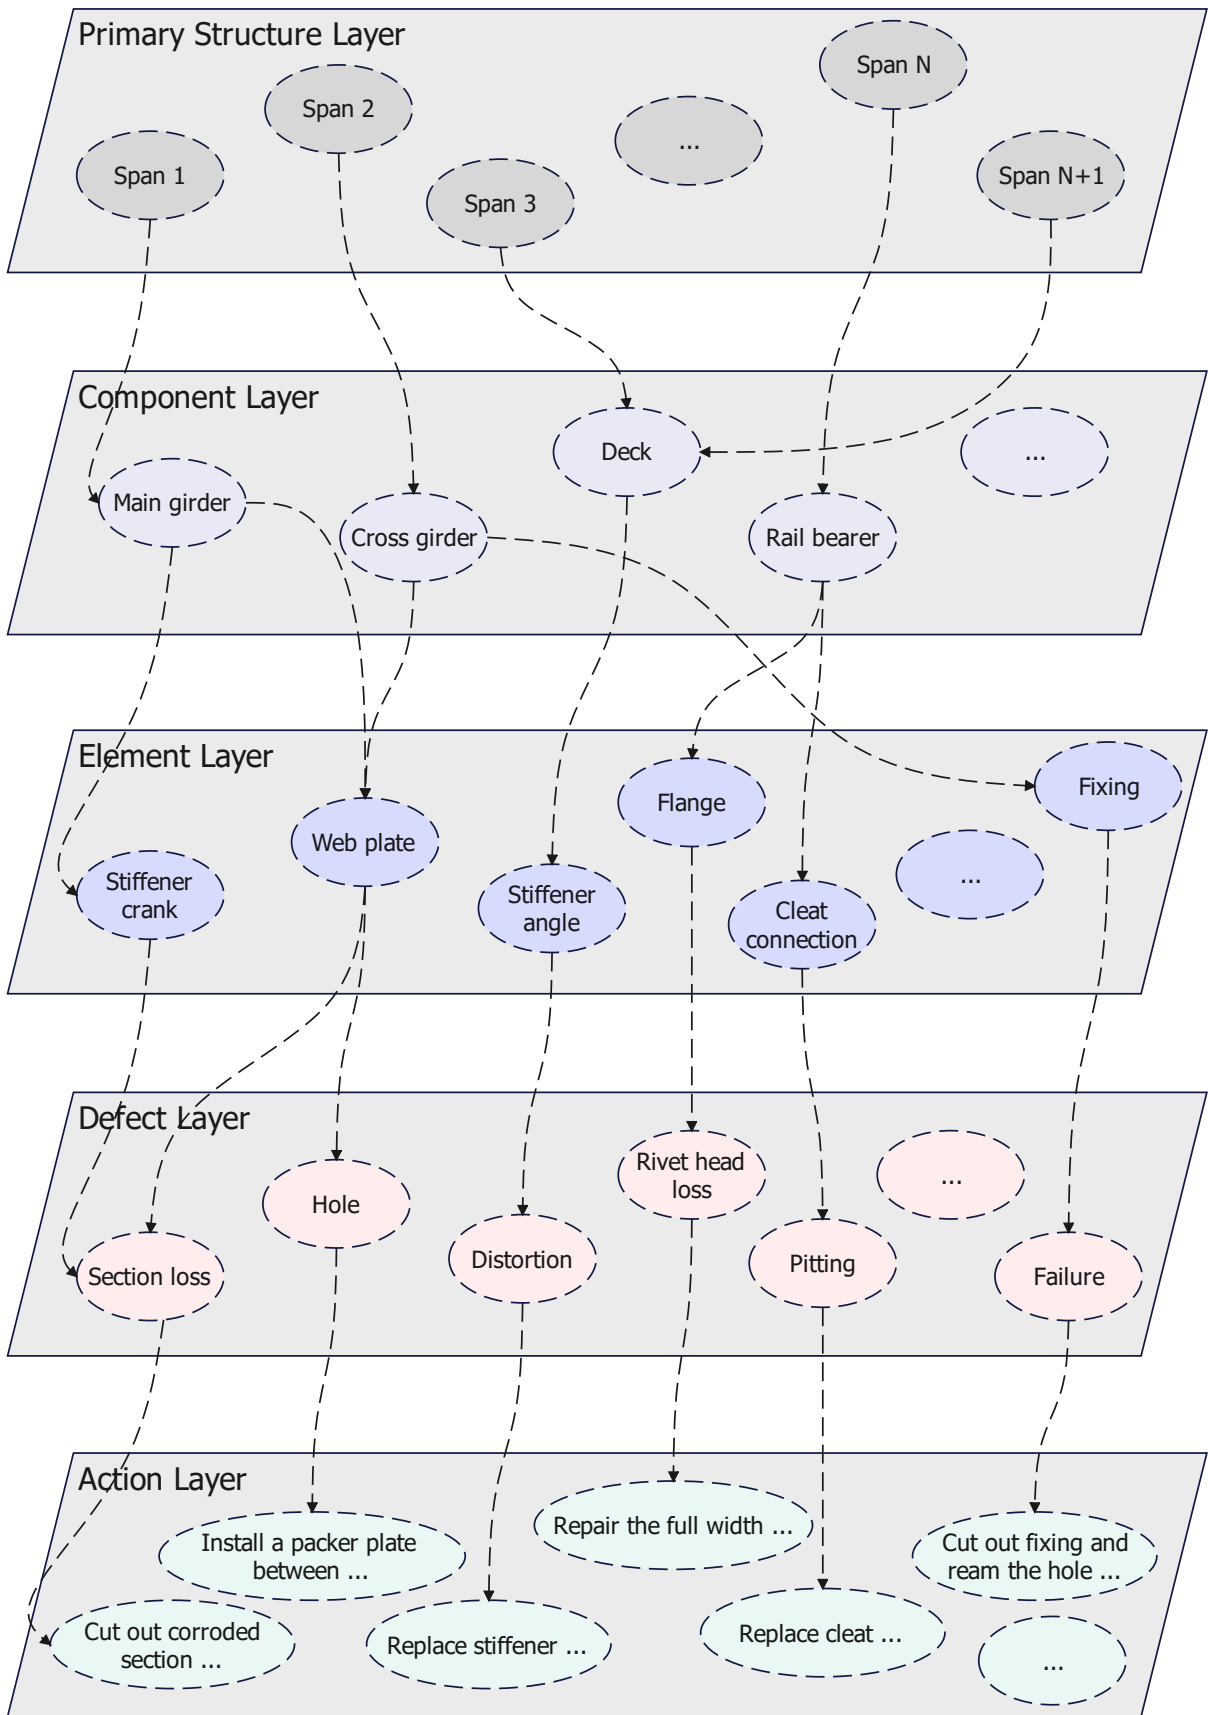 Primary Structure Layer
Span N
Span 2
...
Span 1
Span 3
Span N+1
Component Layer
Deck
...
Main girder
Cross girder
Rail bearer
Element Layer
Fixing
Flange
Web plate
...
Stiffener
crank
Stiffener
angle
Cleat
connection
Defect Layer
Rivet head
loss
...
Hole
Distortion
Pitting
Section loss
Failure
Action Layer
Repair the full width ...
Install a packer plate
between ...
Cut out fixing and
ream the hole ...
Cut out corroded
section ...
Replace stiffener ...
Replace cleat ...
...